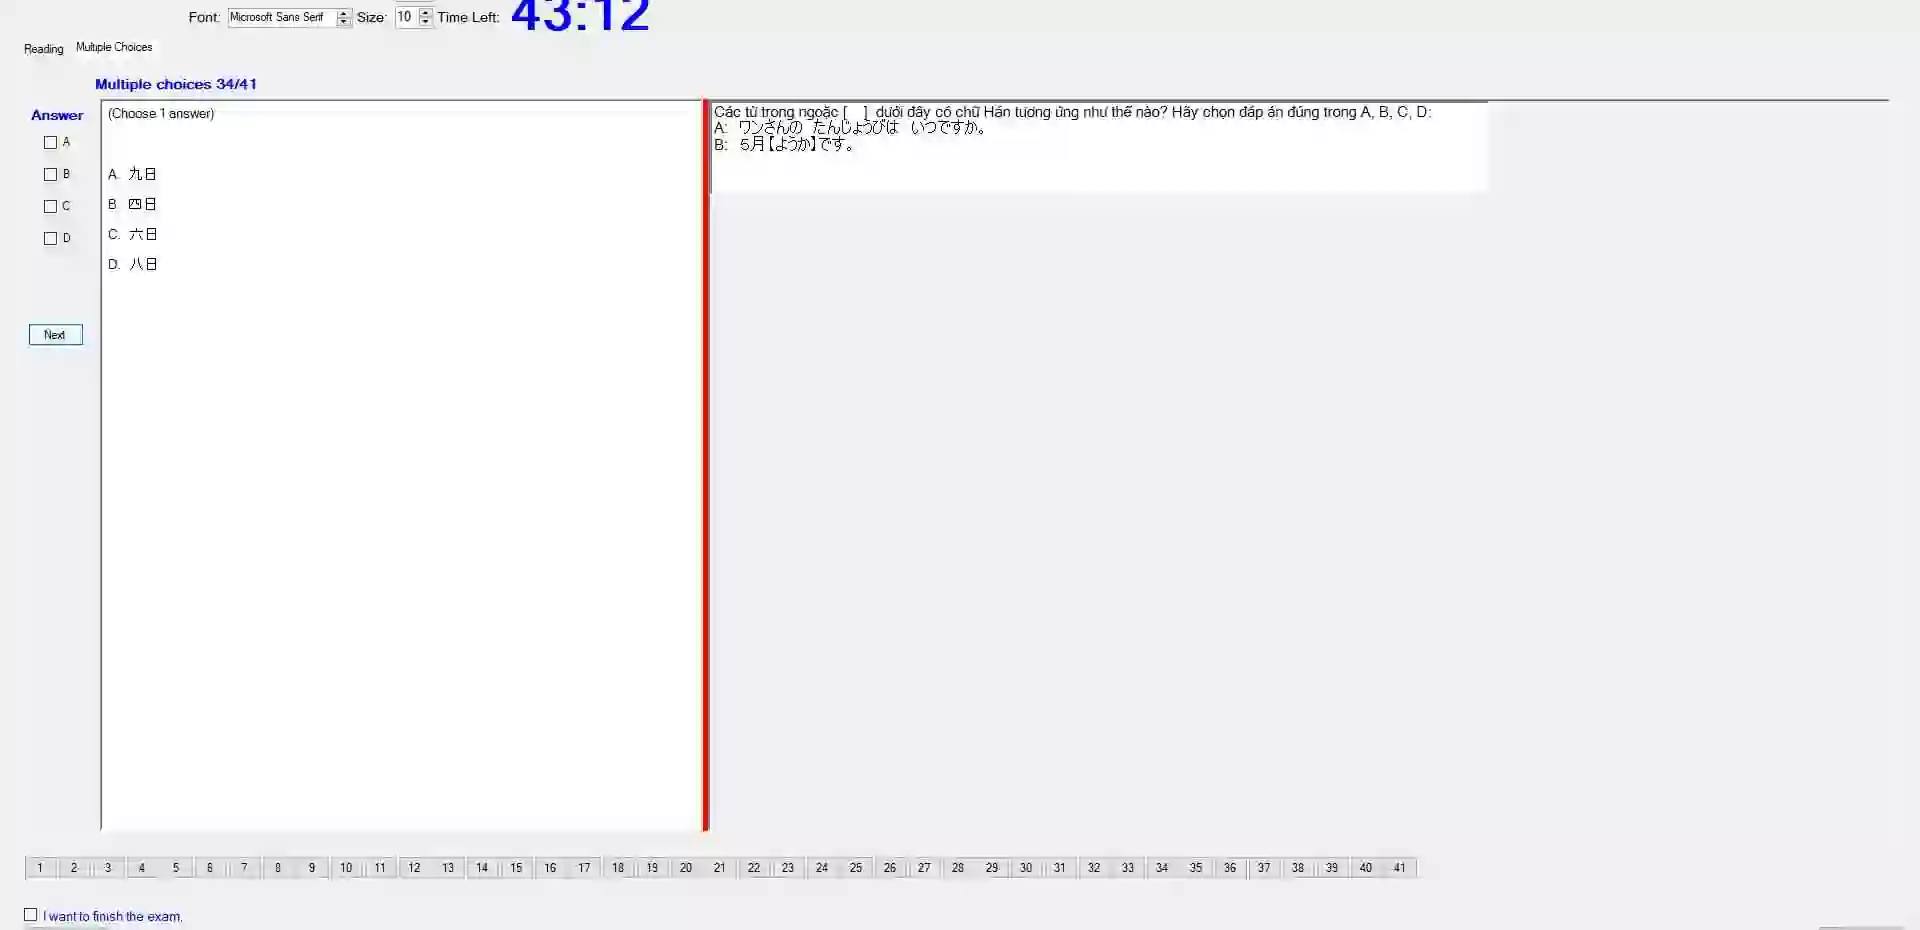 Font: Microsoft Sans Serif Size: 10 Time Left: 43:12
Reading Multiple Choices
Multiple choices 34/41
Answer
A
B
C
D
Next
(Choose 1 answer)
A. 九日
B. 四日
C. 六日
D. 八日
Các từ trong ngoặc [ ] dưới đây có chữ Hán tương ứng như thế nào? Hãy chọn đáp án đúng trong A, B, C, D:
A: ワンさんの たんじょうびは いつですか。
B: 5月【ようか】です。
1 2 3 4 5 6 7 8 9 10 11 12 13 14 15 16 17 18 19 20 21 22 23 24 25 26 27 28 29 30 31 32 33 34 35 36 37 38 39 40 41
I want to finish the exam.